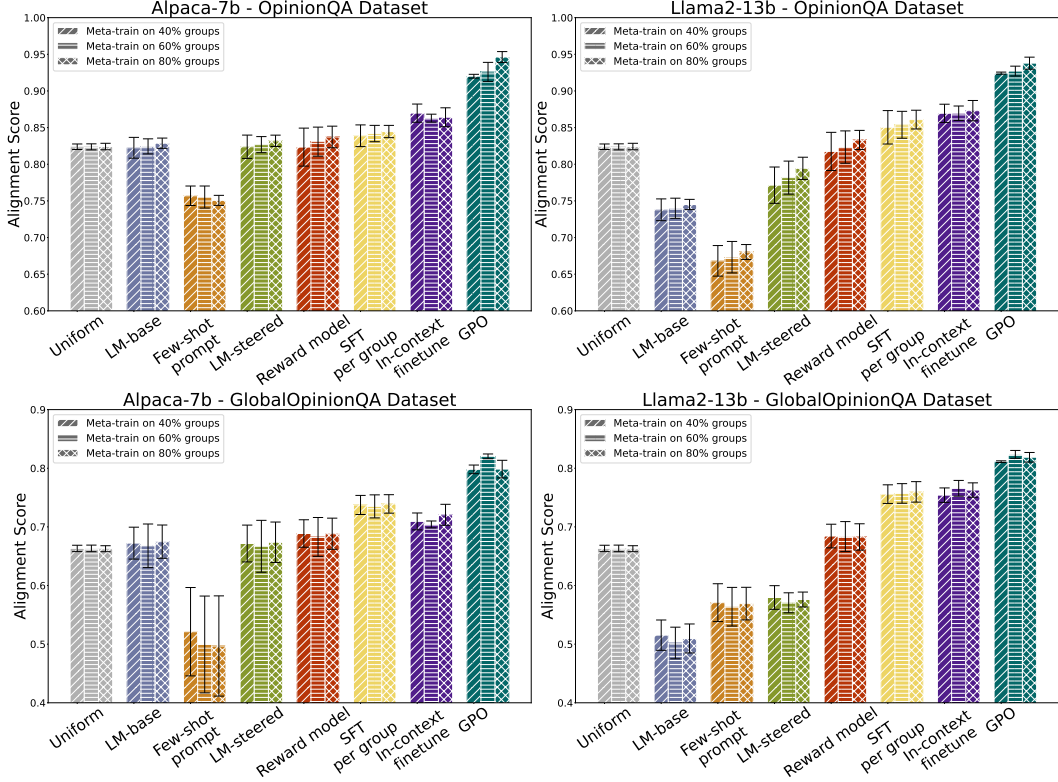 Alpaca-7b - OpinionQA Dataset
Alignment Score
1.00
0.95
0.90
0.85
0.80
0.75
0.70
0.65
0.60
Meta-train on 40% groups
Meta-train on 60% groups
Meta-train on 80% groups
Uniform
LM-base
Few-shot
prompt
LM-steered
Reward model
SFT
per group
In-context
finetune
GPO
Llama2-13b - OpinionQA Dataset
Alignment Score
1.00
0.95
0.90
0.85
0.80
0.75
0.70
0.65
0.60
Meta-train on 40% groups
Meta-train on 60% groups
Meta-train on 80% groups
Uniform
LM-base
Few-shot
prompt
LM-steered
Reward model
SFT
per group
In-context
finetune
GPO
Alpaca-7b - GlobalOpinionQA Dataset
Alignment Score
0.9
0.8
0.7
0.6
0.5
0.4
Meta-train on 40% groups
Meta-train on 60% groups
Meta-train on 80% groups
Uniform
LM-base
Few-shot
prompt
LM-steered
Reward model
SFT
per group
In-context
finetune
GPO
Llama2-13b - GlobalOpinionQA Dataset
Alignment Score
0.9
0.8
0.7
0.6
0.5
0.4
Meta-train on 40% groups
Meta-train on 60% groups
Meta-train on 80% groups
Uniform
LM-base
Few-shot
prompt
LM-steered
Reward model
SFT
per group
In-context
finetune
GPO